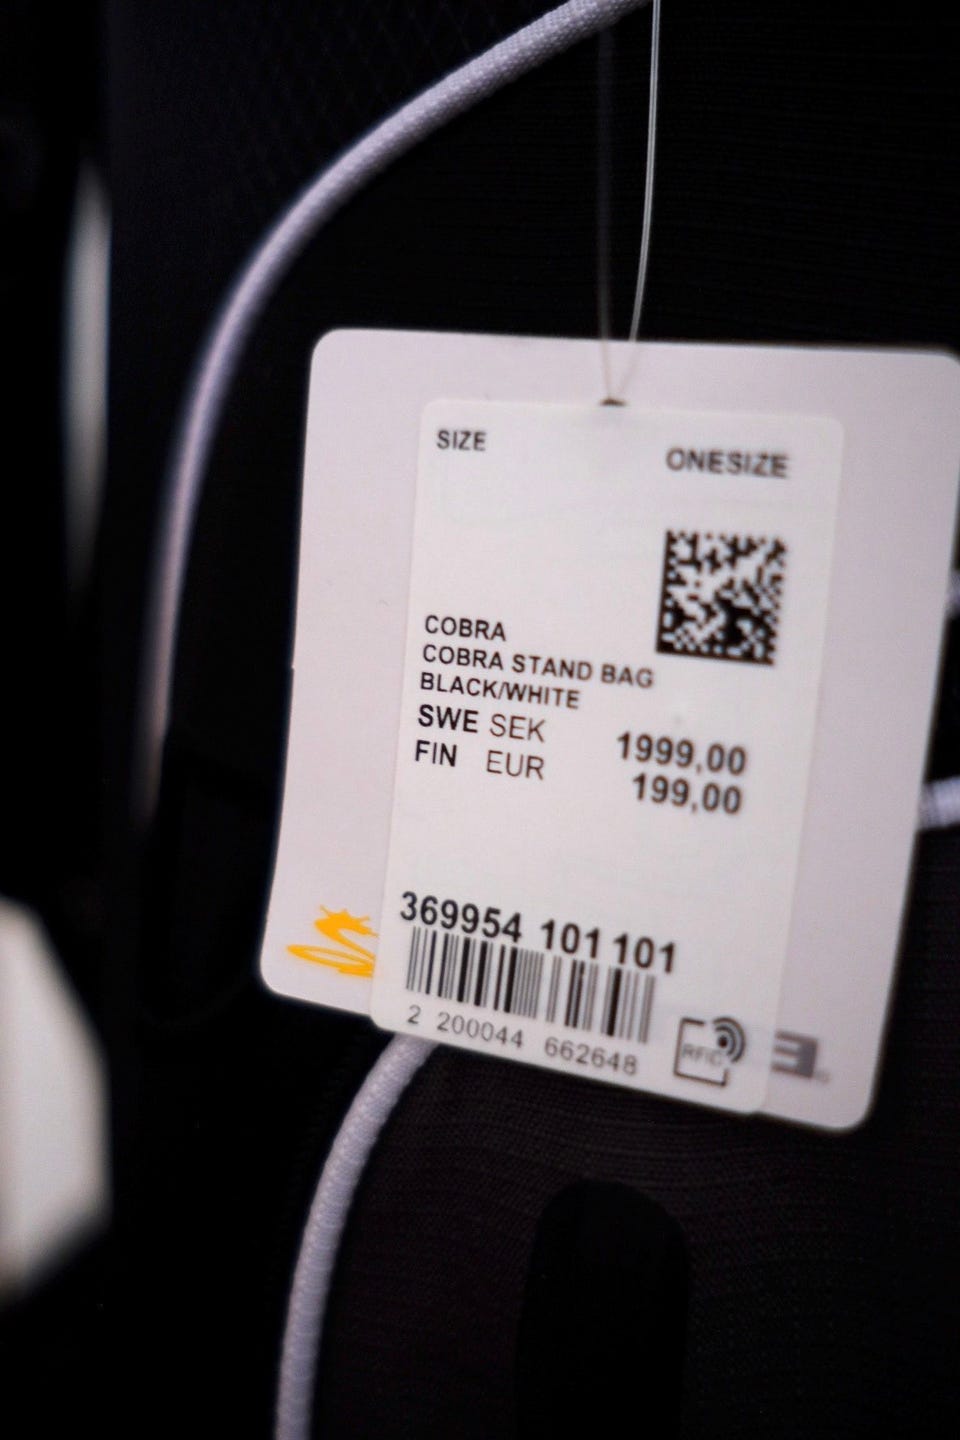 SIZE ONESIZE
COBRA
COBRA STAND BAG
BLACK/WHITE
SWE SEK 1999,00
FIN EUR 199,00
369954 101 101
2 200044 662648
RFID